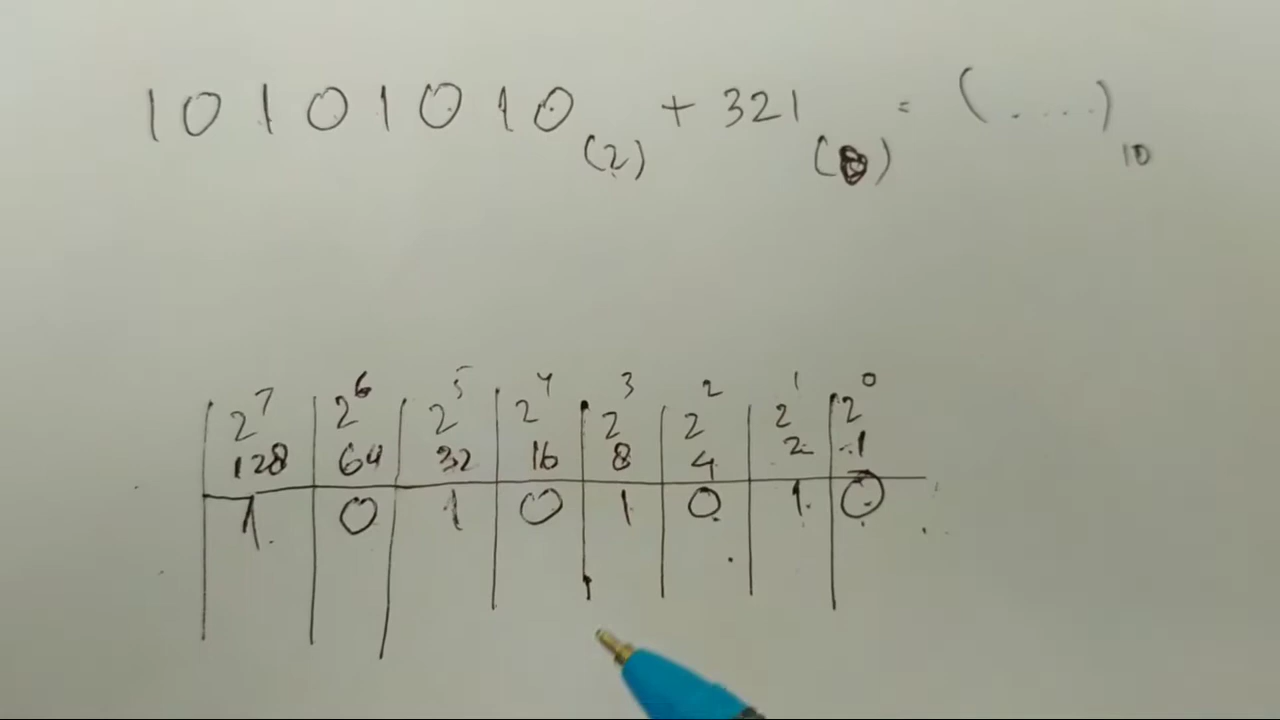 10101010(2) + 321(8) = (....)10
2^7 2^6 2^5 2^4 2^3 2^2 2^1 2^0
128 64 32 16 8 4 2 1
1 0 1 0 1 0 1 0